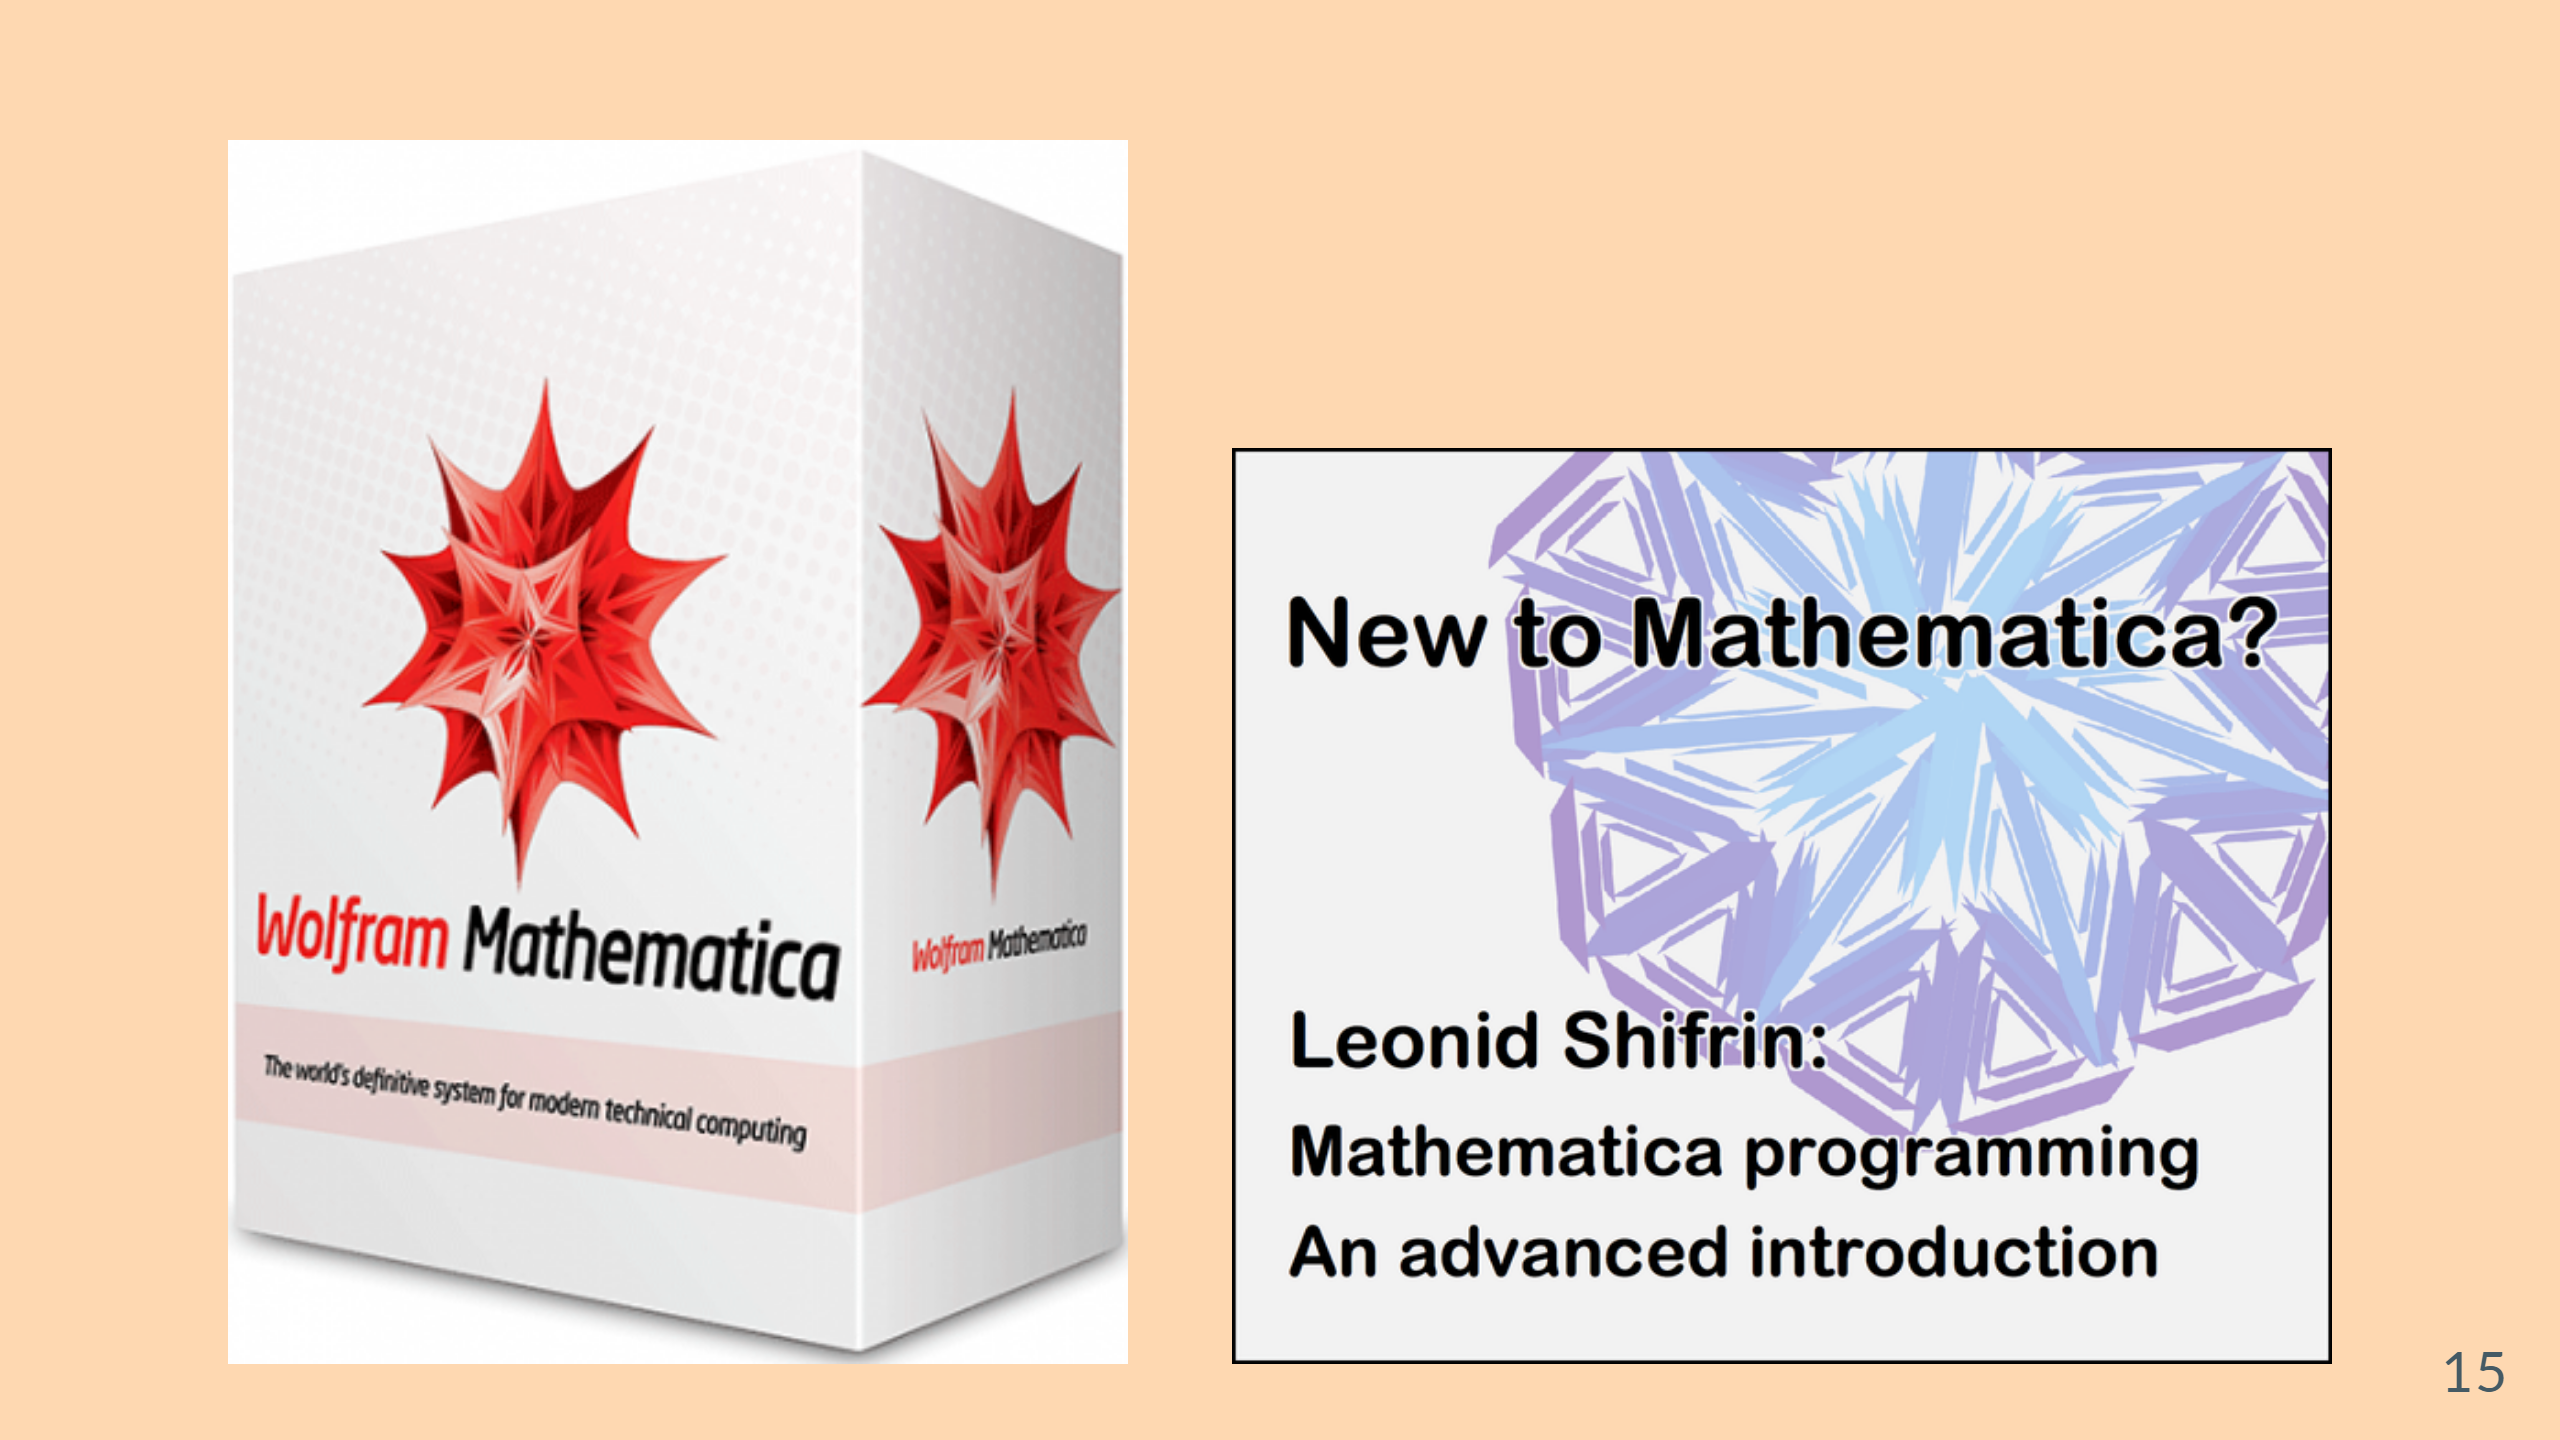 Wolfram Mathematica
The world's definitive system for modern technical computing
Wolfram Mathematica
New to Mathematica?
Leonid Shifrin:
Mathematica programming
An advanced introduction
15